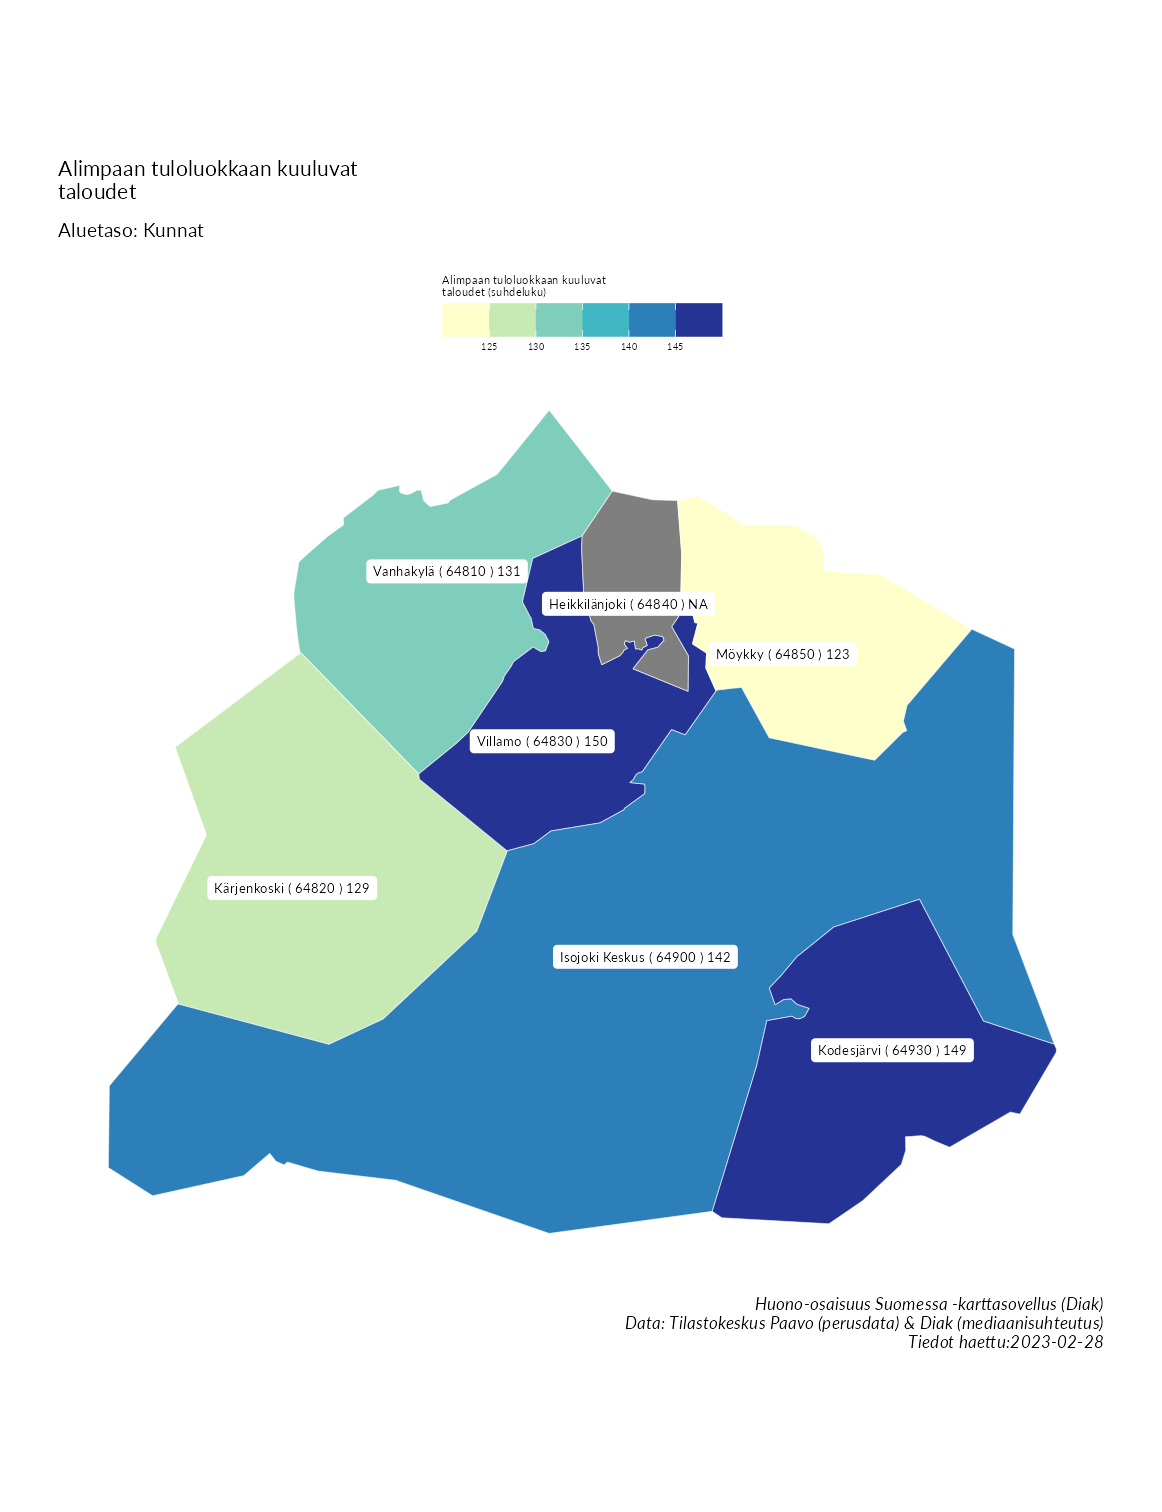 Alimpaan tuloluokkaan kuuluvat
taloudet
Aluetaso: Kunnat
Alimpaan tuloluokkaan kuuluvat
taloudet (suhdeluku)
125 130 135 140 145
Vanhakylä ( 64810 ) 131
Heikkilänjoki ( 64840 ) NA
Möykky ( 64850 ) 123
Villamo ( 64830 ) 150
Kärjenkoski ( 64820 ) 129
Isojoki Keskus ( 64900 ) 142
Kodesjärvi ( 64930 ) 149
Huono-osaisuus Suomessa -karttasovellus (Diak)
Data: Tilastokeskus Paavo (perusdata) & Diak (mediaanisuhteutus)
Tiedot haettu:2023-02-28